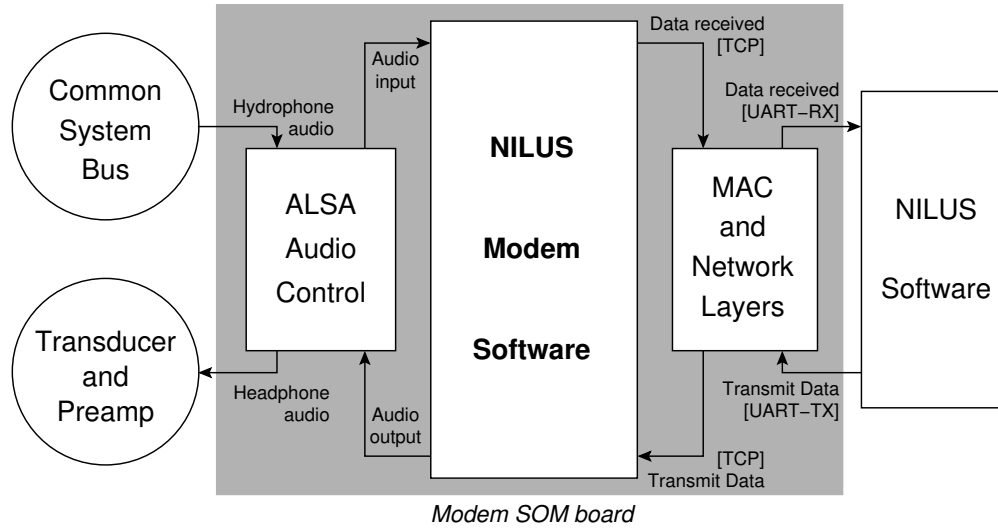 Common
System
Bus
Hydrophone
audio
Audio
input
ALSA
Audio
Control
Transducer
and
Preamp
Headphone
audio
Audio
output
NILUS
Modem
Software
Data received
[TCP]
Data received
[UART−RX]
MAC
and
Network
Layers
Transmit Data
[UART−TX]
[TCP]
Transmit Data
NILUS
Software
Modem SOM board